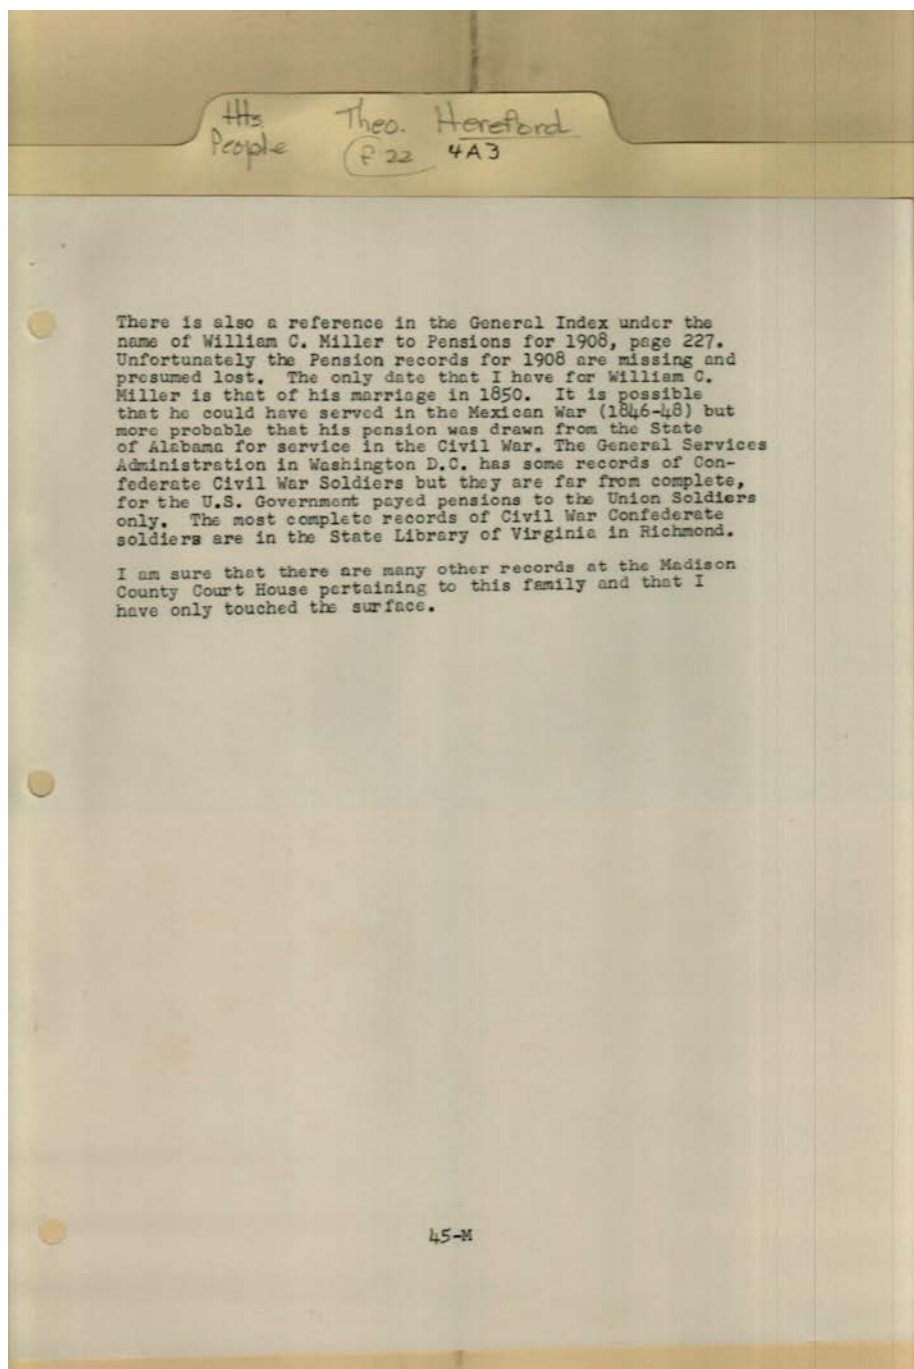 Hts Theo. Hereford
People f 22 4A3
There is also a reference in the General Index under the
name of William C. Miller to Pensions for 1908, page 227.
Unfortunately the Pension records for 1908 are missing and
presumed lost. The only date that I have for William C.
Miller is that of his marriage in 1850. It is possible
that he could have served in the Mexican War (1846-48) but
more probable that his pension was drawn from the State
of Alabama for service in the Civil War. The General Services
Administration in Washington D.C. has some records of Con-
federate Civil War Soldiers but they are far from complete,
for the U.S. Government payed pensions to the Union Soldiers
only. The most complete records of Civil War Confederate
soldiers are in the State Library of Virginia in Richmond.
I am sure that there are many other records at the Madison
County Court House pertaining to this family and that I
have only touched the surface.
45-M